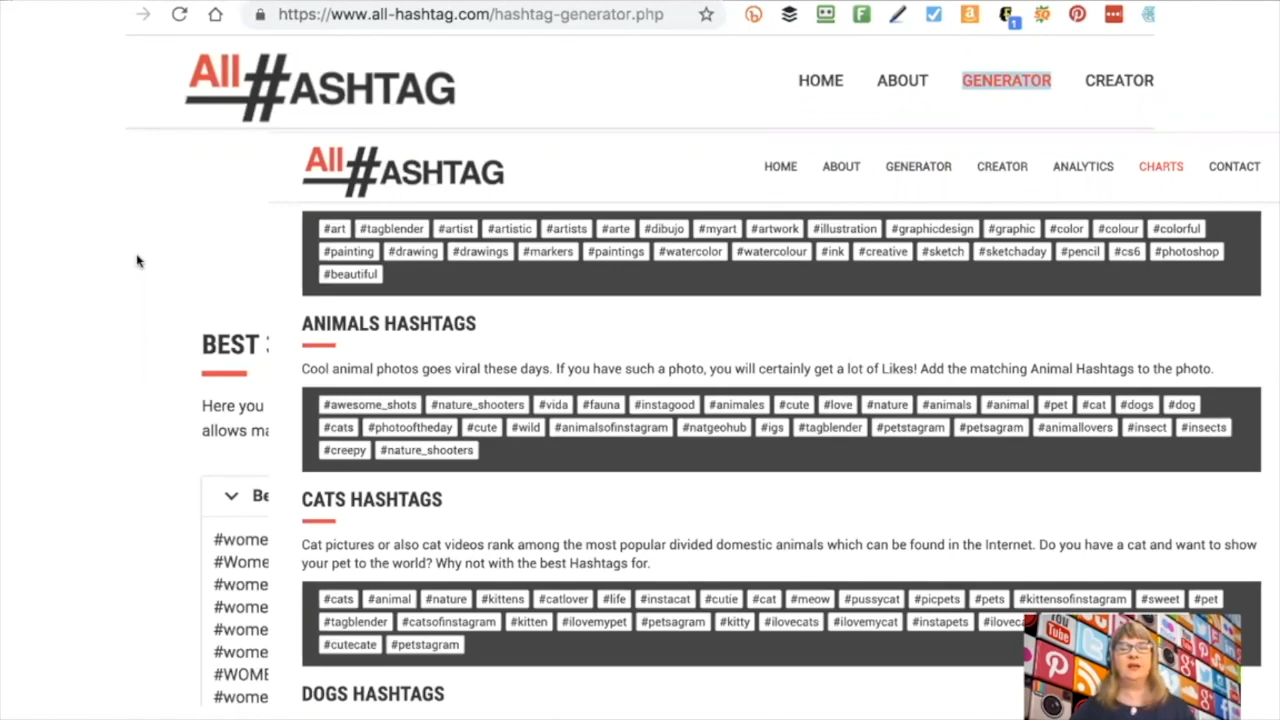 https://www.all-hashtag.com/hashtag-generator.php
1
All #ASHTAG
HOME ABOUT GENERATOR CREATOR
All #ASHTAG
HOME ABOUT GENERATOR CREATOR ANALYTICS CHARTS CONTACT
#art #tagblender #artist #artistic #artists #arte #dibujo #myart #artwork #illustration #graphicdesign #graphic #color #colour #colorful
#painting #drawing #drawings #markers #paintings #watercolor #watercolour #ink #creative #sketch #sketchaday #pencil #cs6 #photoshop
#beautiful
ANIMALS HASHTAGS
Cool animal photos goes viral these days. If you have such a photo, you will certainly get a lot of Likes! Add the matching Animal Hashtags to the photo.
#awesome_shots #nature_shooters #vida #fauna #instagood #animales #cute #love #nature #animals #animal #pet #cat #dogs #dog
#cats #photooftheday #cute #wild #animalsofinstagram #natgeohub #igs #tagblender #petstagram #petsagram #animallovers #insect #insects
#creepy #nature_shooters
CATS HASHTAGS
Cat pictures or also cat videos rank among the most popular divided domestic animals which can be found in the Internet. Do you have a cat and want to show
your pet to the world? Why not with the best Hashtags for.
#cats #animal #nature #kittens #catlover #life #instacat #cutie #cat #meow #pussycat #picpets #pets #kittensofinstagram #sweet #pet
#tagblender #catsofinstagram #kitten #ilovemypet #petsagram #kitty #ilovecats #ilovemycat #instapets #iloveca
#cutecate #petstagram
DOGS HASHTAGS
BEST
Here you
allows ma
Be
#wome
#Wome
#wome
#wome
#wome
#wome
#WOME
#wome
You
Tube